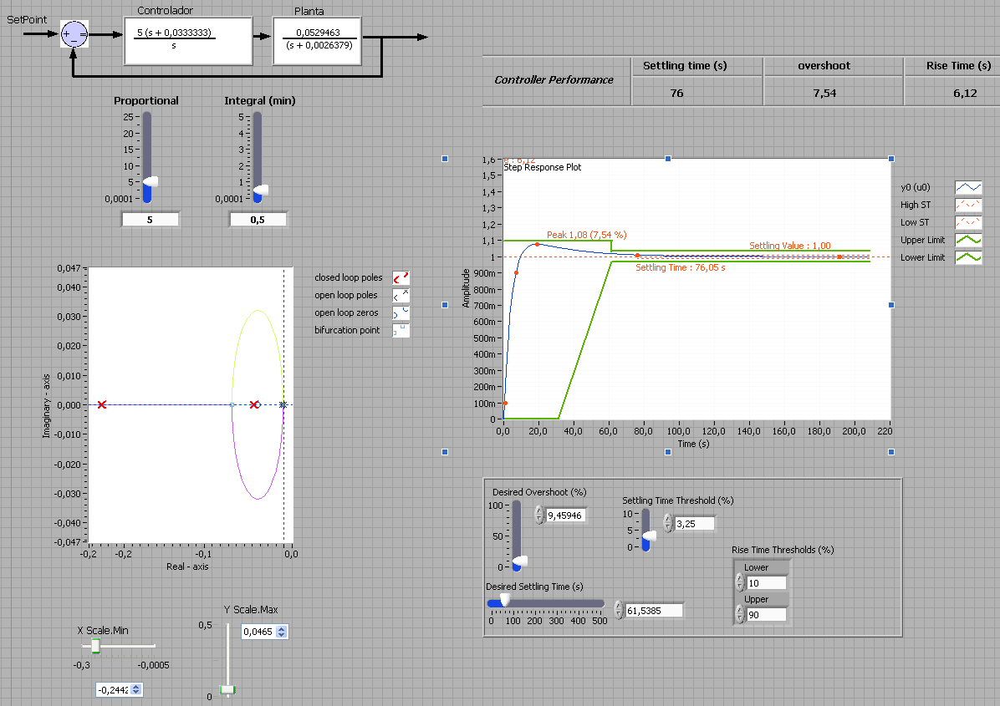 SetPoint
Controlador
Planta
+
−
=
5 (s + 0,0333333)
s
0,0529463
(s + 0,0026379)
Controller Performance
Settling time (s)
overshoot
Rise Time (s)
76
7,54
6,12
Proportional
25
20
15
10
5
0,0001
5
Integral (min)
5
4
3
2
1
0,0001
0,5
e : 6,12
Step Response Plot
Peak 1,08 (7,54 %)
Settling Value : 1,00
Settling Time : 76,05 s
Amplitude
1,6
1,5
1,4
1,3
1,2
1,1
1
900m
800m
700m
600m
500m
400m
300m
200m
100m
0
0,0
20,0
40,0
60,0
80,0
100,0
120,0
140,0
160,0
180,0
200,0
220
Time (s)
y0 (u0)
High ST
Low ST
Upper Limit
Lower Limit
Imaginary - axis
0,047
0,040
0,030
0,020
0,010
0,000
-0,010
-0,020
-0,030
-0,040
-0,047
-0,2
-0,2
-0,1
0,0
Real - axis
closed loop poles
open loop poles
open loop zeros
bifurcation point
Desired Overshoot (%)
100
50
0
9,45946
Settling Time Threshold (%)
10
5
0
3,25
Rise Time Thresholds (%)
Lower
10
Upper
90
Desired Settling Time (s)
0
100
200
300
400
500
61,5385
X Scale.Min
-0,3
-0,0005
-0,2442
Y Scale.Max
0,5
0
0,0465